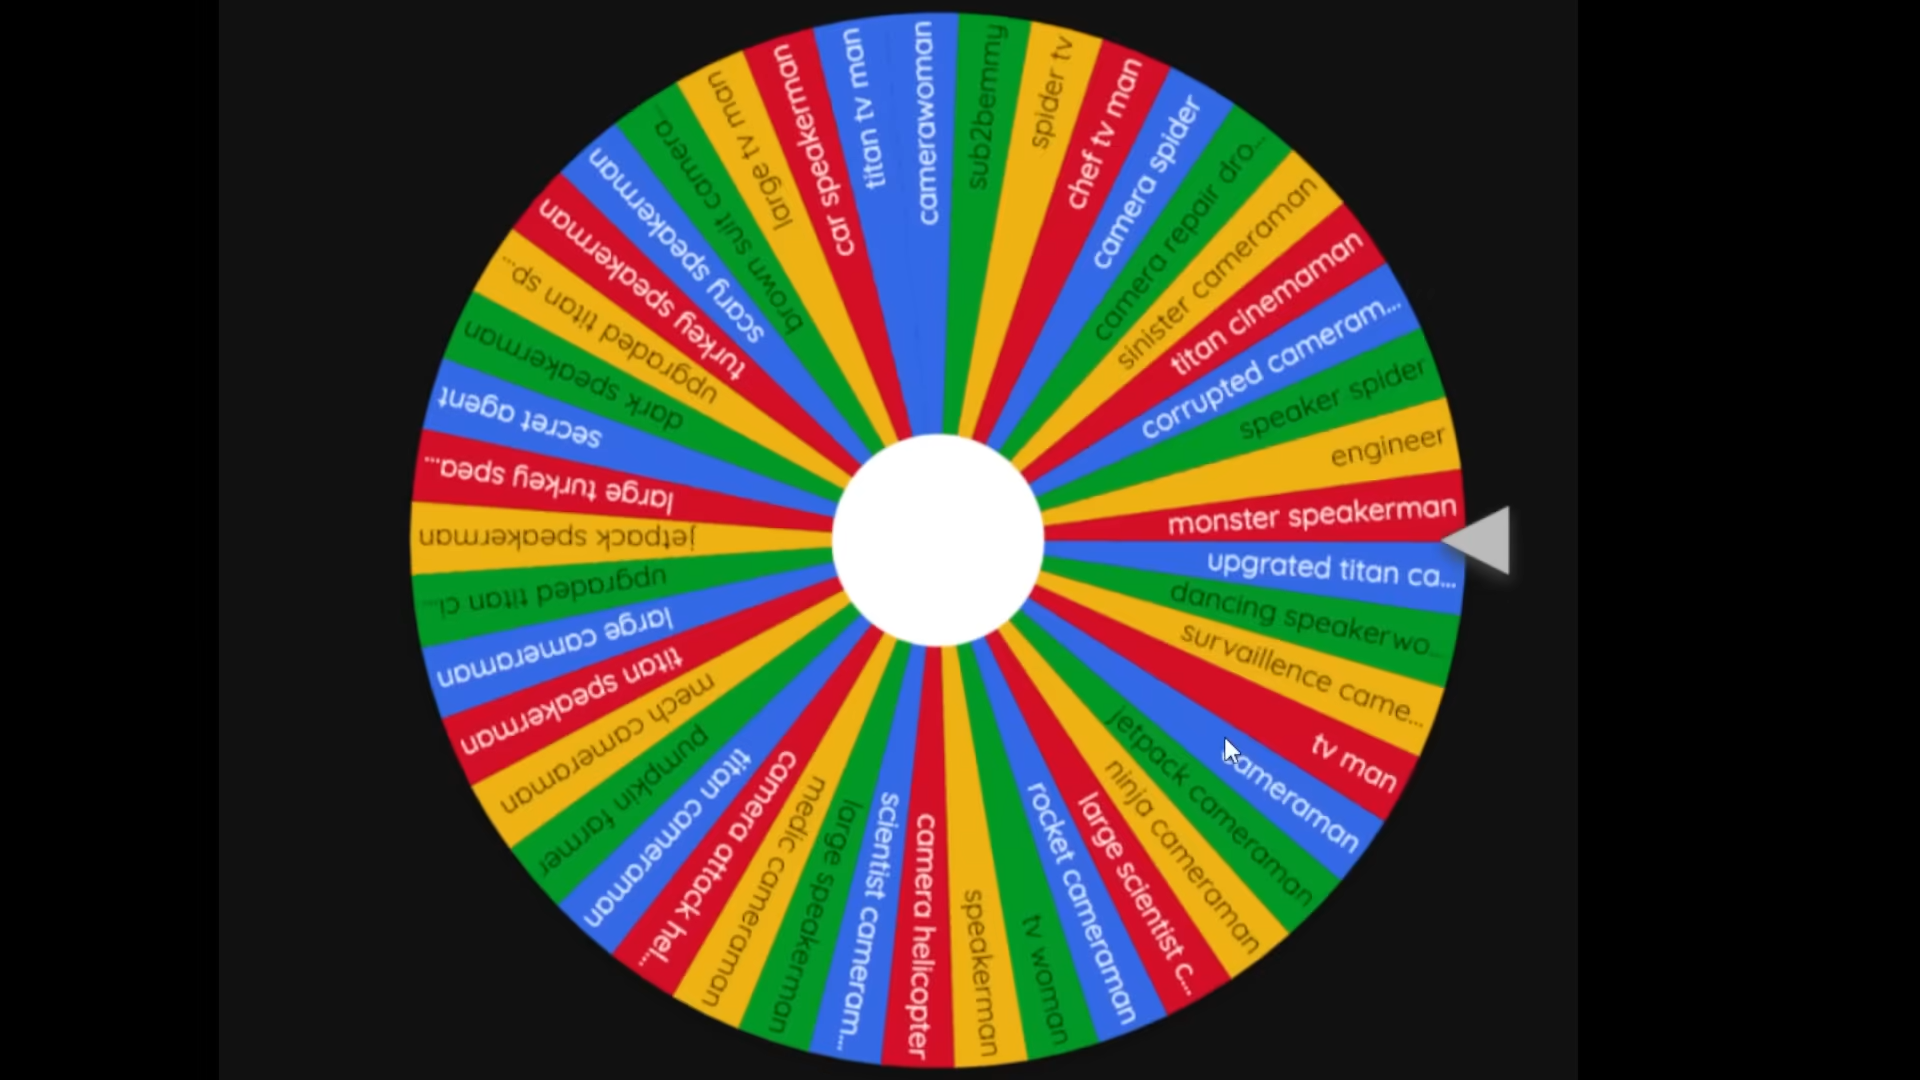 camerawoman
sub2bemmy
spider tv
chef tv man
camera spider
camera repair dro...
sinister cameraman
titan cinemaman
corrupted cameram...
speaker spider
engineer
monster speakerman
upgrated titan ca...
dancing speakerwo...
survaillence came...
tv man
cameraman
jetpack cameraman
ninja cameraman
large scientist c...
rocket cameraman
tv woman
speakerman
camera helicopter
scientist cameram...
large speakerman
medic cameraman
camera attack hel...
titan cameraman
pumpkin farmer
mech cameraman
titan speakerman
large cameraman
upgraded titan ci...
jetpack speakerman
large turkey spea...
secret agent
dark speakerman
upgraded titan sp...
turkey speakerman
scary speakerman
brown suit camera...
large tv man
car speakerman
titan tv man